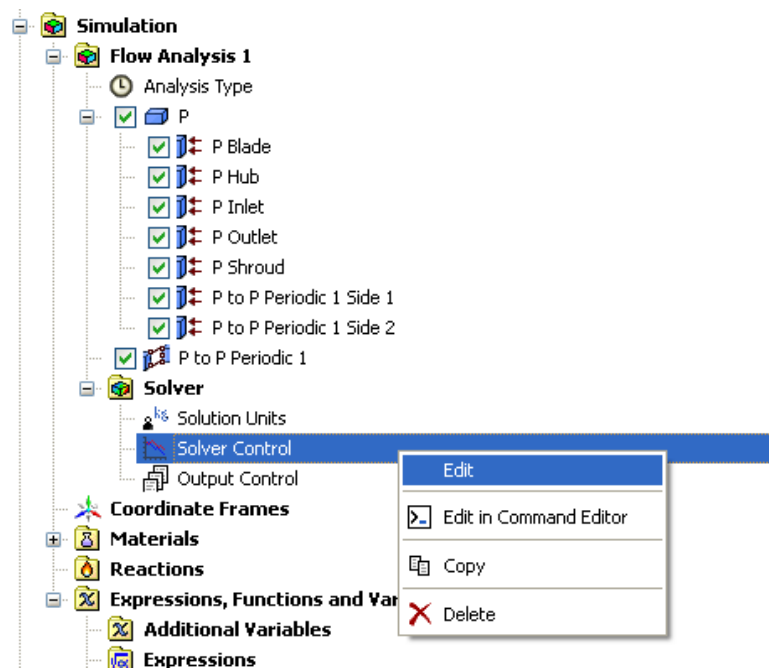 Simulation
Flow Analysis 1
Analysis Type
P
P Blade
P Hub
P Inlet
P Outlet
P Shroud
P to P Periodic 1 Side 1
P to P Periodic 1 Side 2
P to P Periodic 1
Solver
Solution Units
Solver Control
Edit
Output Control
Edit in Command Editor
Coordinate Frames
Materials
Copy
Reactions
Expressions, Functions and Var
Delete
Additional Variables
Expressions